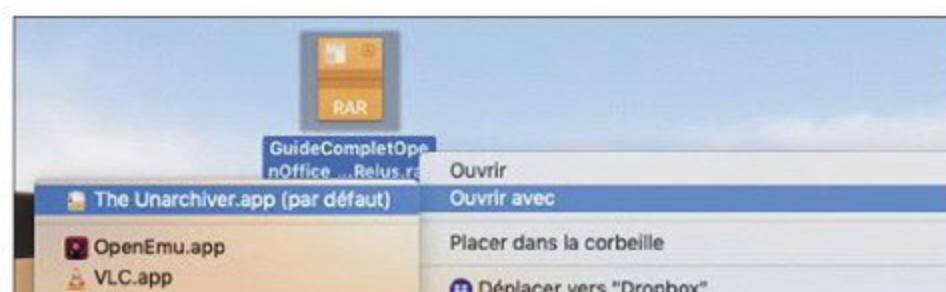 RAR
GuideCompletOpe
nOffice ...Relus.ra
Ouvrir
Ouvrir avec
Placer dans la corbeille
Déplacer vers "Dropbox"
The Unarchiver.app (par défaut)
OpenEmu.app
VLC.app